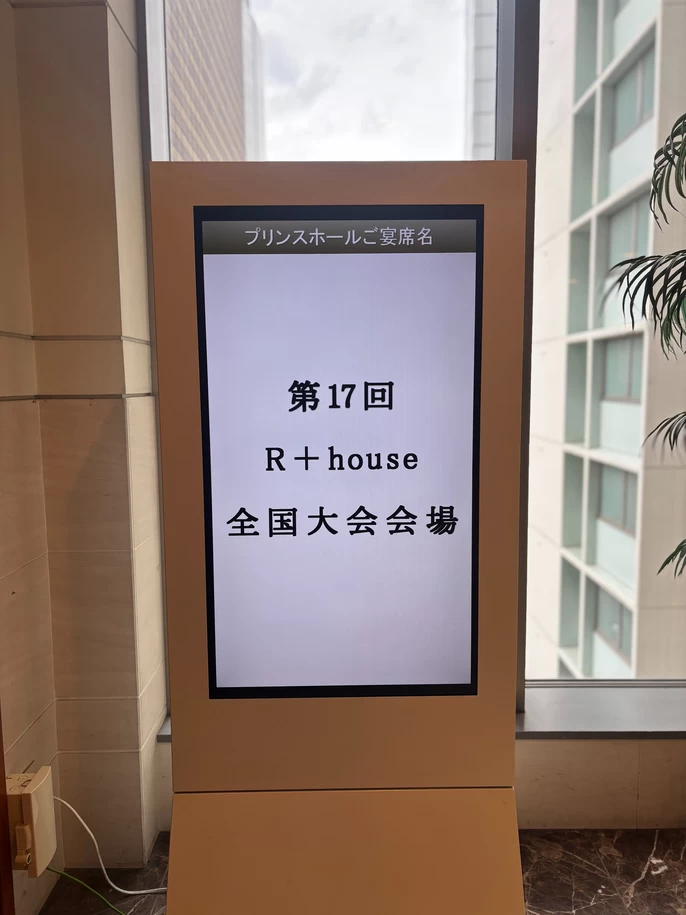 プリンスホールご宴席名
第17回
R＋house
全国大会会場